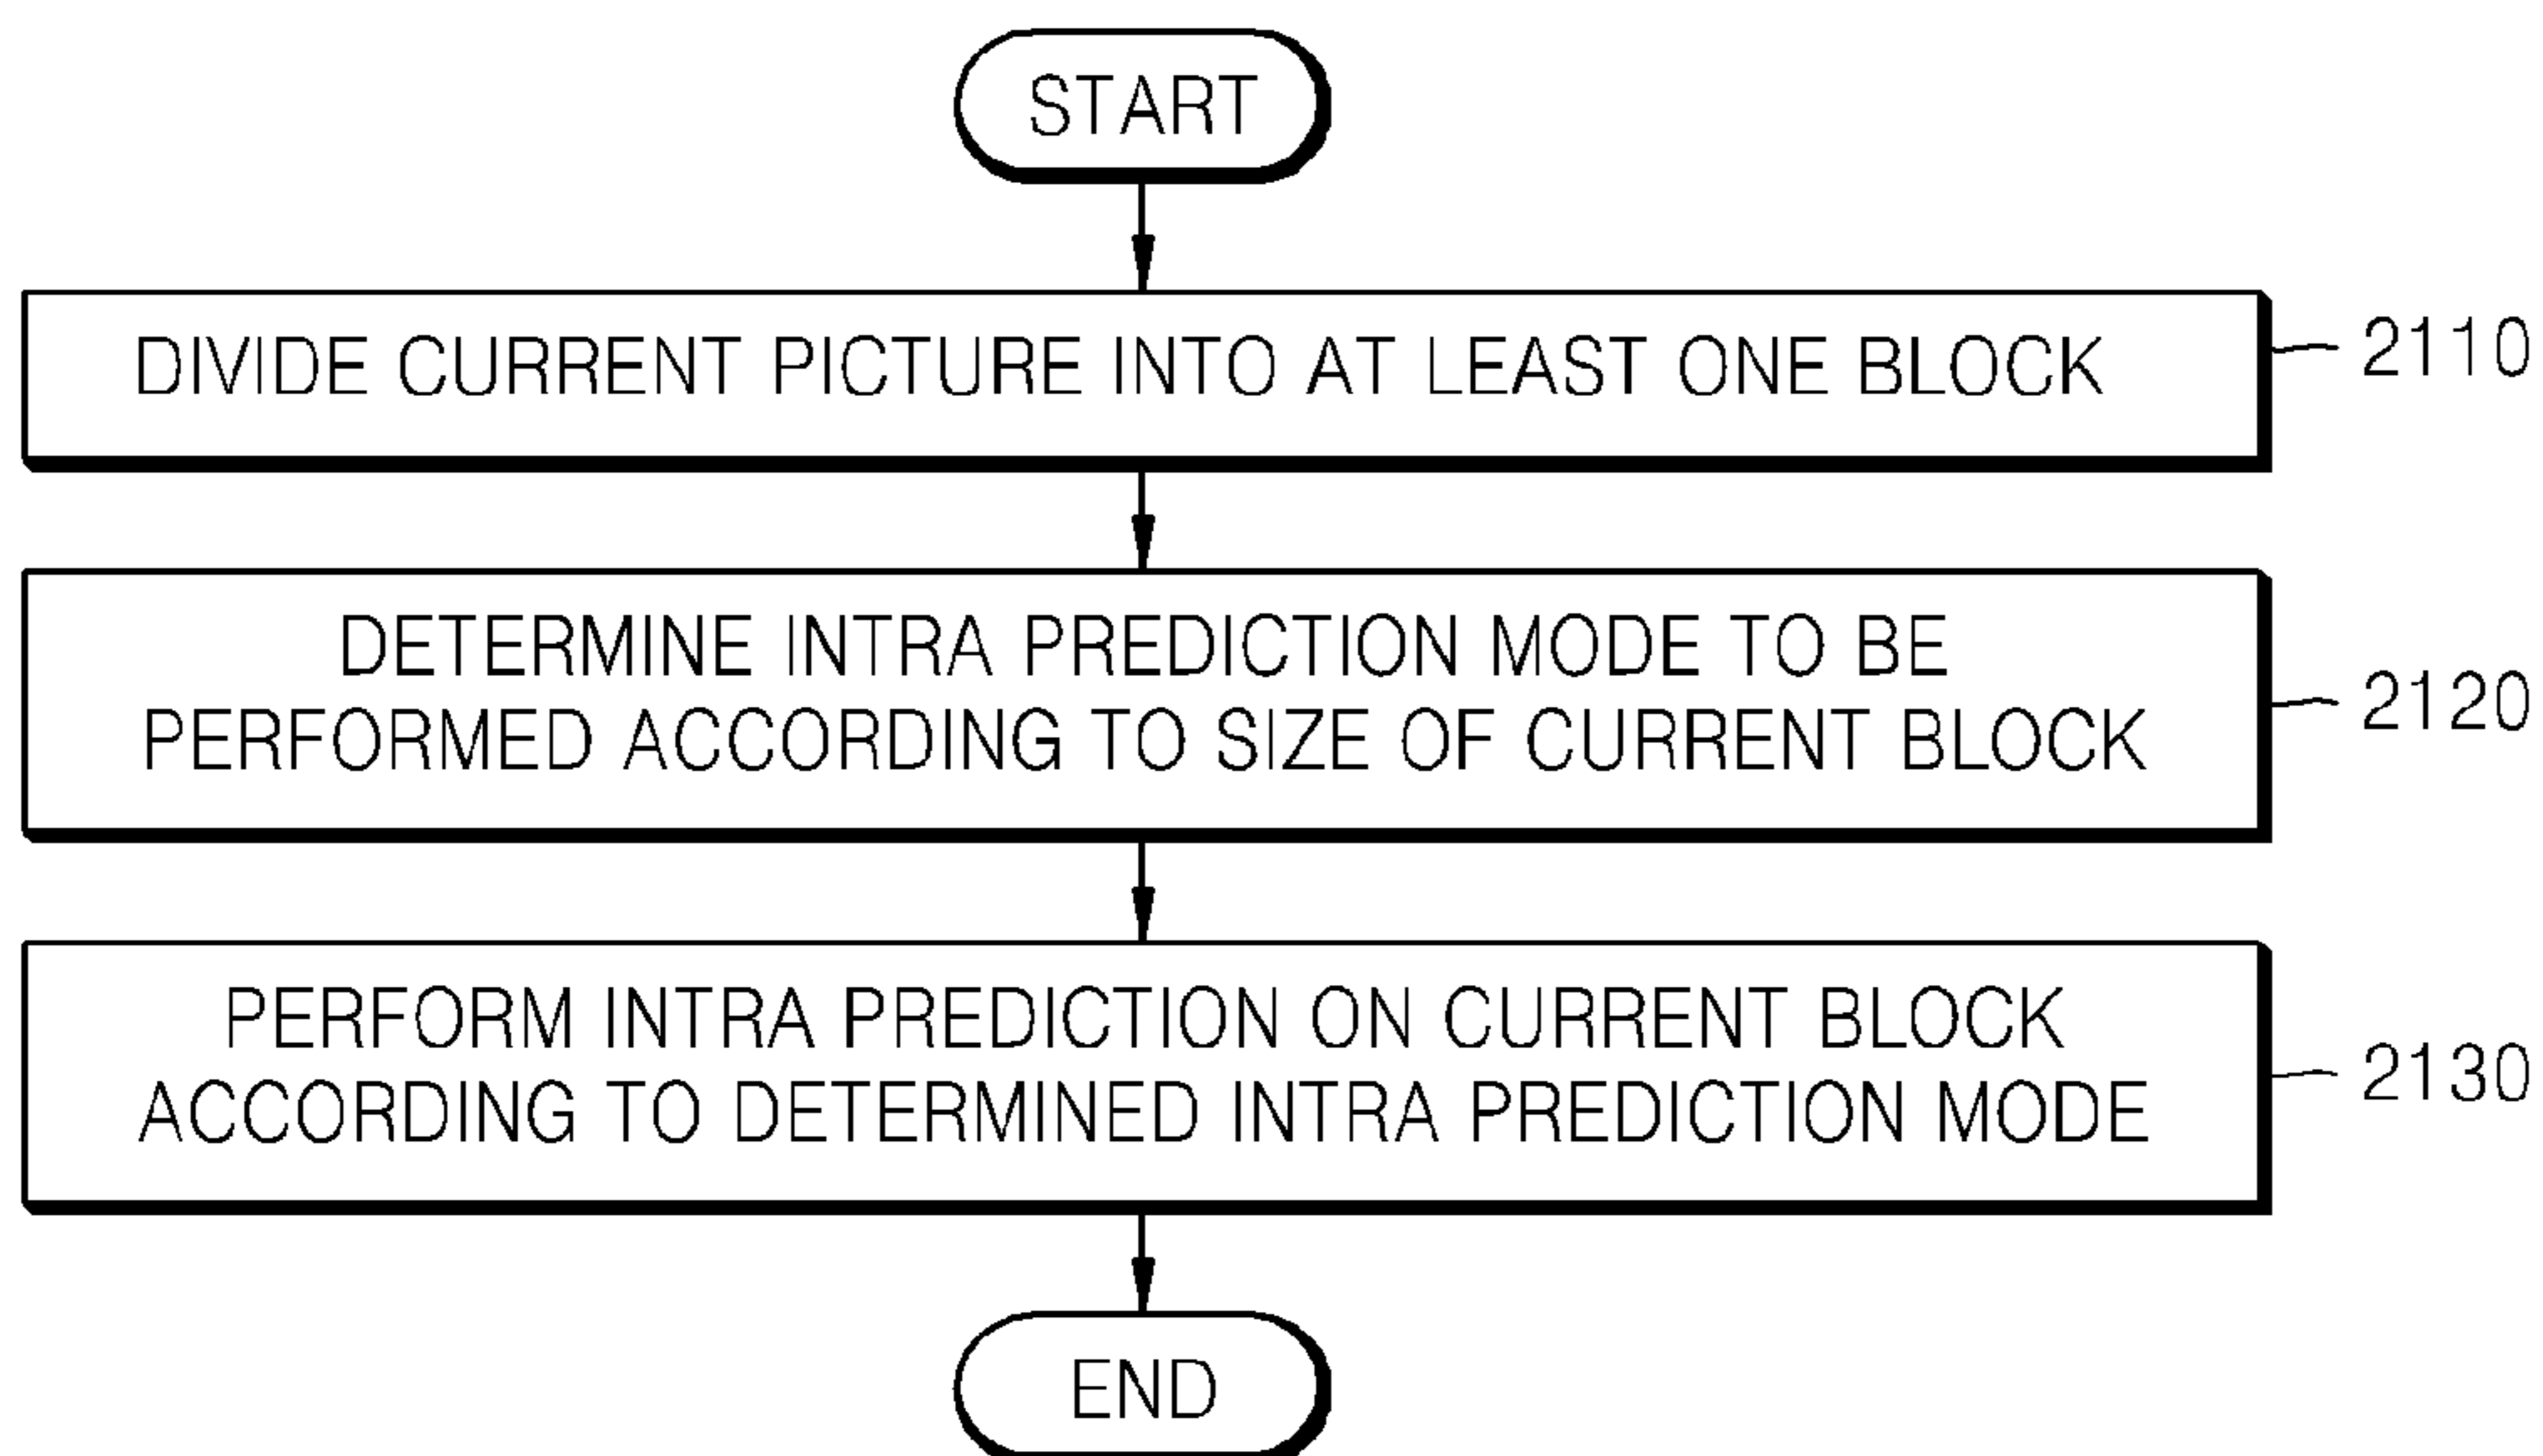 START
DIVIDE CURRENT PICTURE INTO AT LEAST ONE BLOCK
2110
DETERMINE INTRA PREDICTION MODE TO BE
PERFORMED ACCORDING TO SIZE OF CURRENT BLOCK
2120
PERFORM INTRA PREDICTION ON CURRENT BLOCK
ACCORDING TO DETERMINED INTRA PREDICTION MODE
2130
END